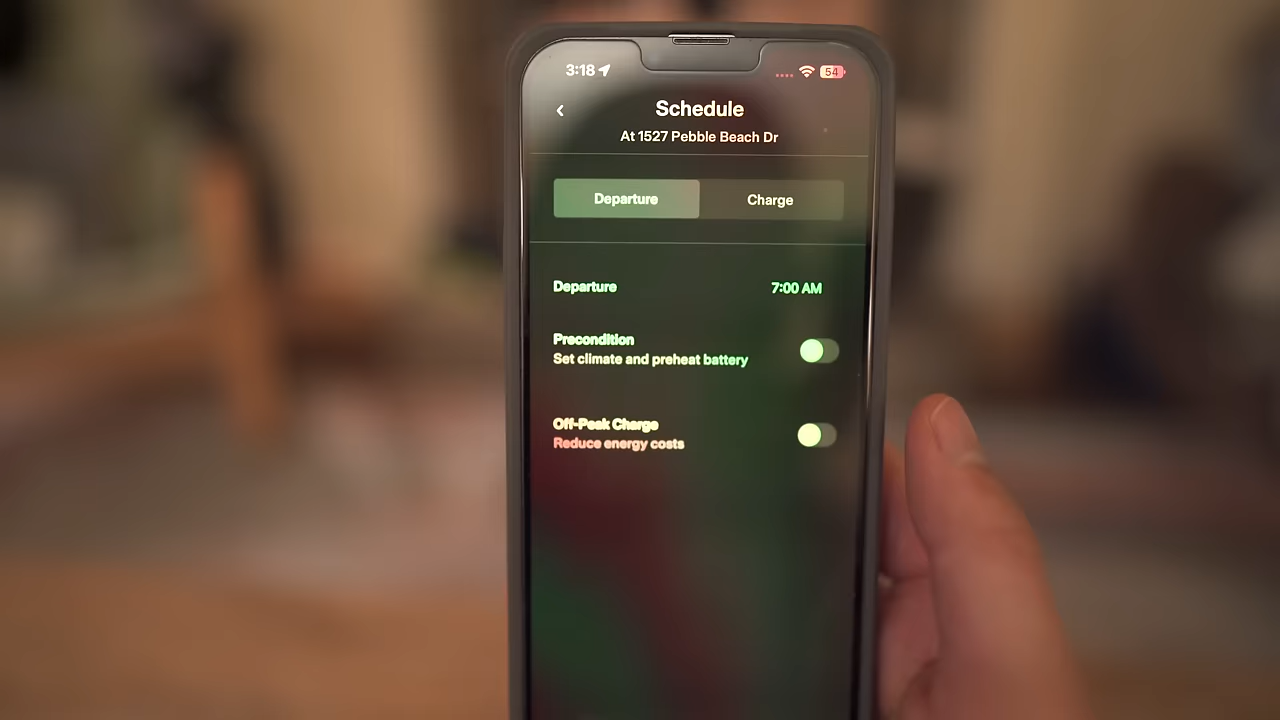 3:18
54
Schedule
At 1527 Pebble Beach Dr
Departure
Charge
Departure
7:00 AM
Precondition
Set climate and preheat battery
Off-Peak Charge
Reduce energy costs